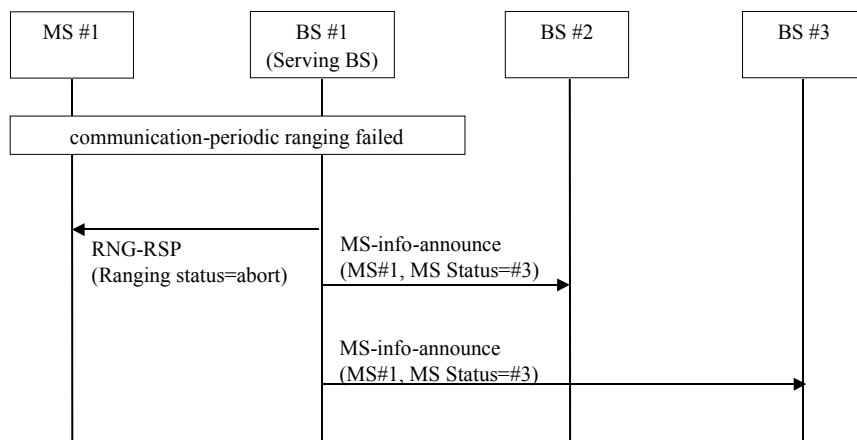 MS #1
BS #1
(Serving BS)
BS #2
BS #3
communication-periodic ranging failed
RNG-RSP
(Ranging status=abort)
MS-info-announce
(MS#1, MS Status=#3)
MS-info-announce
(MS#1, MS Status=#3)